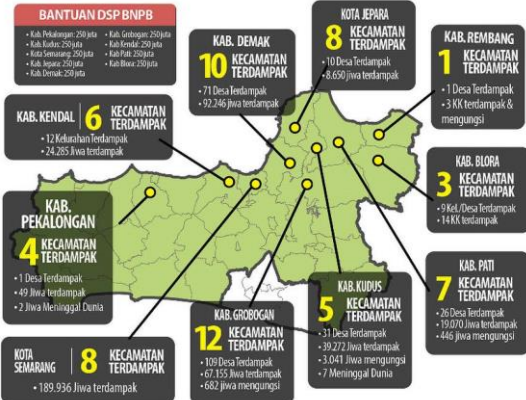 BANTUAN DSP BNPB
• Kab. Pekalongan: 250 juta
• Kab. Kudus: 250 juta
Kota Semarang: 250 juta
• Kab. Jepara: 250 juta
• Kab. Demak: 250 juta
• Kab. Grobogan: 250 juta
• Kab Kendal: 250 juta
• Kab Pati: 250 juta
• Kab Blora: 250 juta
KAB. DEMAK
10 KECAMATAN
TERDAMPAK
• 71 Desa Terdampak
• 92.246 jiwa terdampak
KOTA JEPARA
8 KECAMATAN
TERDAMPAK
• 10 Desa Terdampak
• 8.650 jiwa terdampak
KAB. REMBANG
1 KECAMATAN
TERDAMPAK
• 1 Desa Terdampak
• 3 KK terdampak &
mengungsi
KAB. KENDAL 6 KECAMATAN
TERDAMPAK
• 12 Kelurahan Terdampak
• 24.285 Jiwa terdampak
KAB. BLORA
3 KECAMATAN
TERDAMPAK
• 9 Kel./Desa Terdampak
• 14 KK terdampak
KAB.
PEKALONGAN
4 KECAMATAN
TERDAMPAK
• 1 Desa Terdampak
• 49 Jiwa terdampak
• 2 Jiwa Meninggal Dunia
KAB. PATI
7 KECAMATAN
TERDAMPAK
• 26 Desa Terdampak
• 19.070 Jiwa terdampak
• 446 jiwa mengungsi
KOTA
SEMARANG 8 KECAMATAN
TERDAMPAK
• 189.936 Jiwa terdampak
KAB. GROBOGAN
12 KECAMATAN
TERDAMPAK
• 109 Desa Terdampak
• 67.155 Jiwa terdampak
• 682 jiwa mengungsi
KAB. KUDUS
5 KECAMATAN
TERDAMPAK
• 31 Desa Terdampak
• 39.272 Jiwa terdampak
• 3.041 Jiwa mengungsi
• 7 Meninggal Dunia